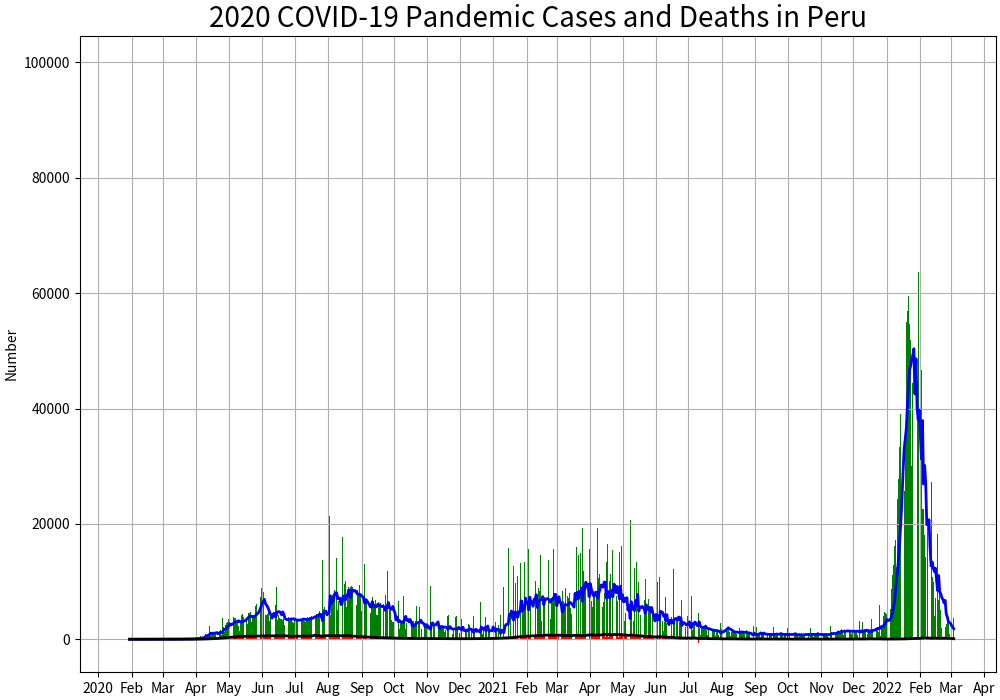 2020 COVID-19 Pandemic Cases and Deaths in Peru
100000
80000
60000
40000
20000
0
Number
2020 Feb Mar Apr May Jun Jul Aug Sep Oct Nov Dec 2021 Feb Mar Apr May Jun Jul Aug Sep Oct Nov Dec 2022 Feb Mar Apr